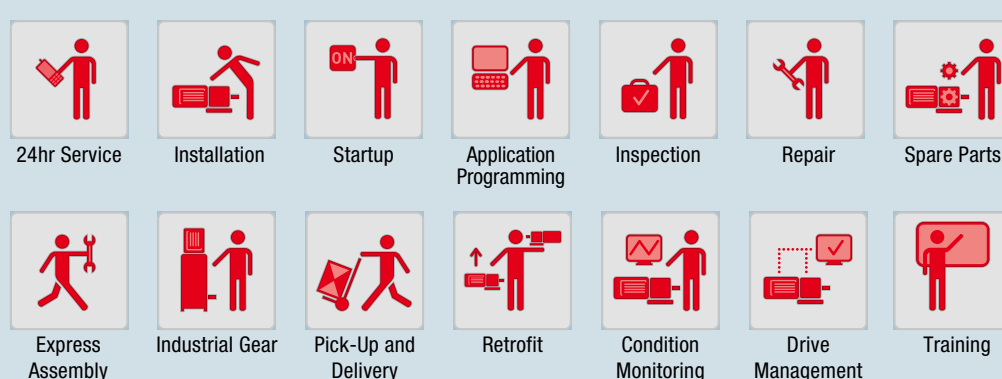 ON
24hr Service
Installation
Startup
Application
Programming
Inspection
Repair
Spare Parts
Express
Assembly
Industrial Gear
Pick-Up and
Delivery
Retrofit
Condition
Monitoring
Drive
Management
Training